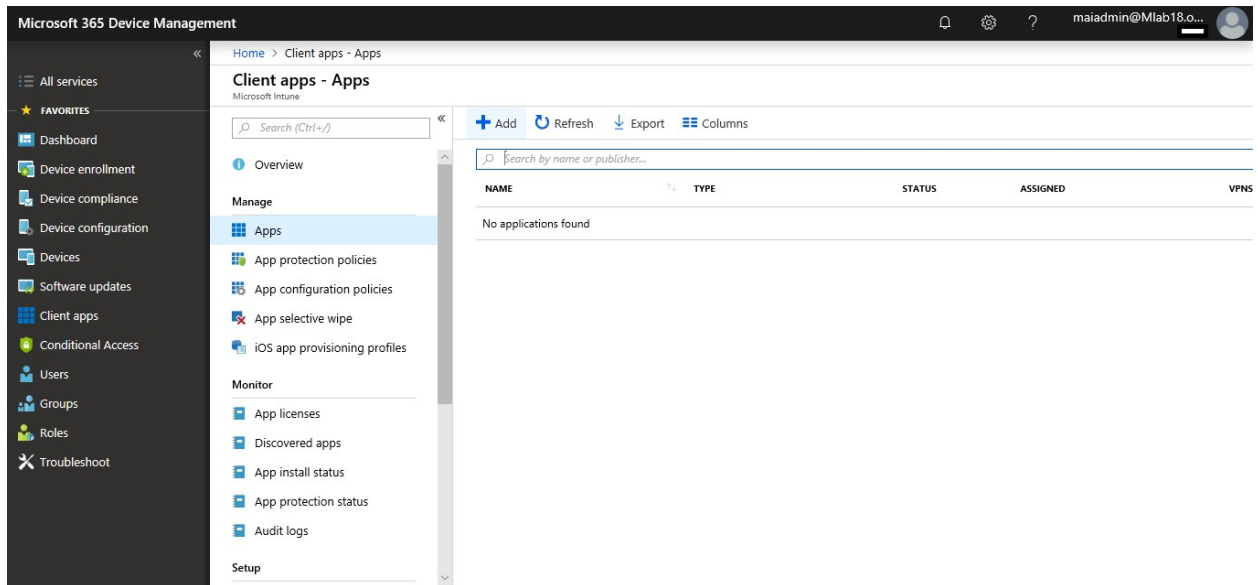 Microsoft 365 Device Management
maiadmin@Mlab18.o...
«
All services
FAVORITES
Dashboard
Device enrollment
Device compliance
Device configuration
Devices
Software updates
Client apps
Conditional Access
Users
Groups
Roles
Troubleshoot
Home > Client apps - Apps
Client apps - Apps
Microsoft Intune
Search (Ctrl+/)
«
Overview
Manage
Apps
App protection policies
App configuration policies
App selective wipe
iOS app provisioning profiles
Monitor
App licenses
Discovered apps
App install status
App protection status
Audit logs
Setup
Add Refresh Export Columns
Search by name or publisher...
NAME TYPE STATUS ASSIGNED VPNS
No applications found